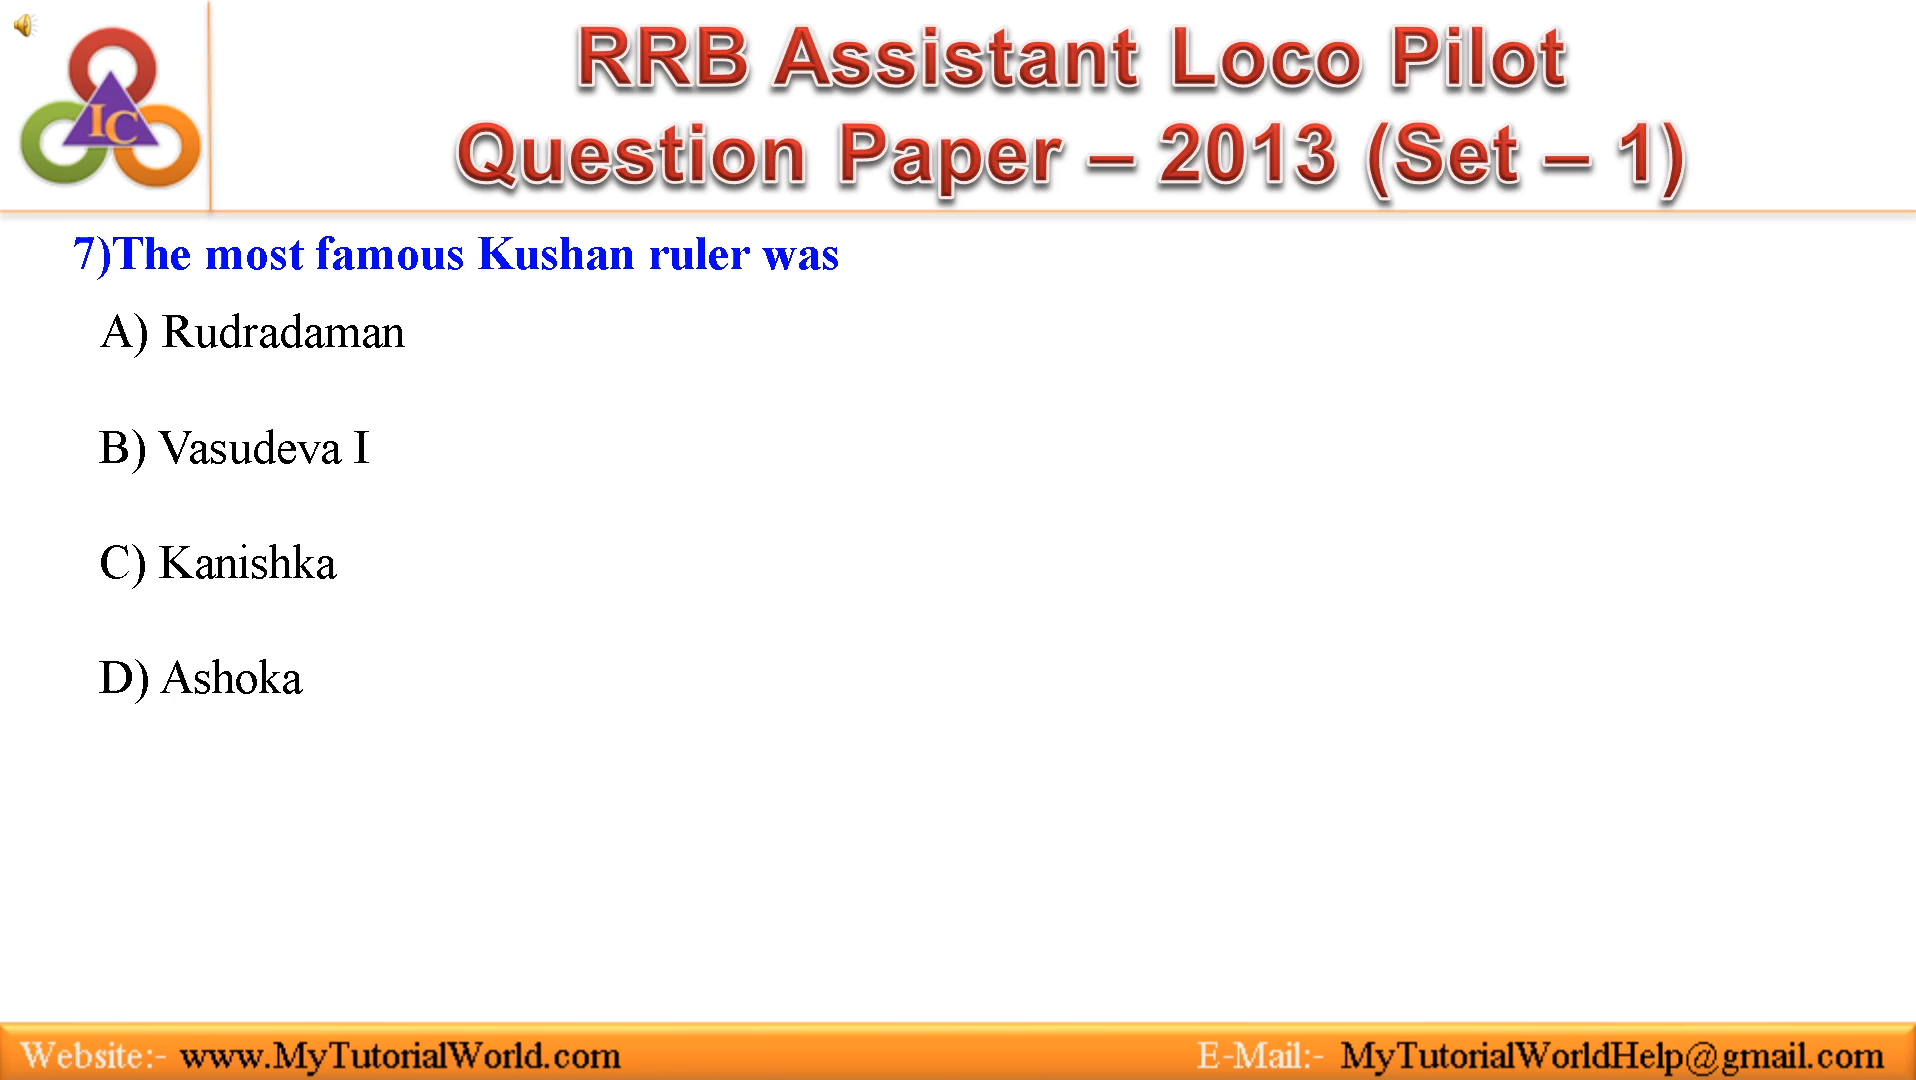 IC
RRB Assistant Loco Pilot
Question Paper – 2013 (Set – 1)
7)The most famous Kushan ruler was
A) Rudradaman
B) Vasudeva I
C) Kanishka
D) Ashoka
Website:- www.MyTutorialWorld.com E-Mail:- MyTutorialWorldHelp@gmail.com